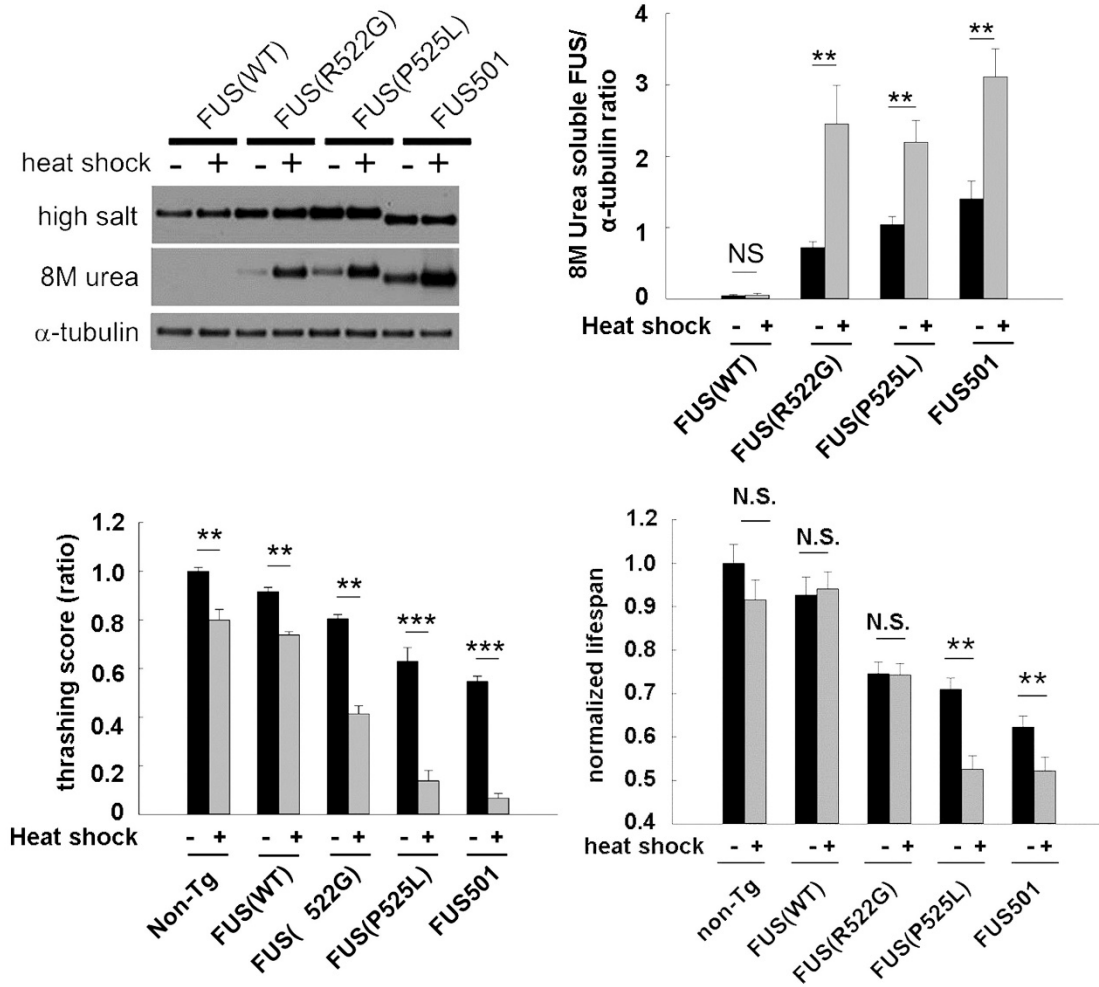 FUS(WT)
FUS(R522G)
FUS(P525L)
FUS501
heat shock - + - + - + - +
high salt
8M urea
α-tubulin
8M Urea soluble FUS/
α-tubulin ratio
4
3
2
1
0
NS
**
**
**
Heat shock - + - + - + - +
FUS(WT)
FUS(R522G)
FUS(P525L)
FUS501
thrashing score (ratio)
1.2
1.0
0.8
0.6
0.4
0.2
0
**
**
**
***
***
Heat shock - + - + - + - + - +
Non-Tg
FUS(WT)
FUS( 522G)
FUS(P525L)
FUS501
normalized lifespan
1.2
1.0
0.9
0.8
0.7
0.6
0.5
0.4
N.S.
N.S.
N.S.
**
**
heat shock - + - + - + - + - +
non-Tg
FUS(WT)
FUS(R522G)
FUS(P525L)
FUS501